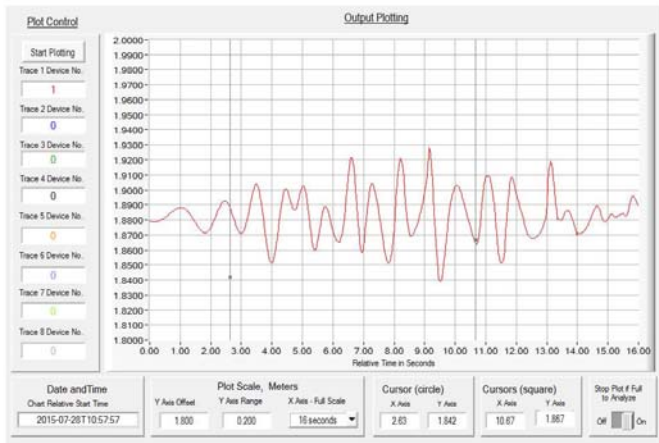 Plot Control
Output Plotting
Start Plotting
Trace 1 Device No.
1
Trace 2 Device No.
0
Trace 3 Device No.
0
Trace 4 Device No.
0
Trace 5 Device No.
0
Trace 6 Device No.
0
Trace 7 Device No.
0
Trace 8 Device No.
0
2.0000
1.9900
1.9800
1.9700
1.9600
1.9500
1.9400
1.9300
1.9200
1.9100
1.9000
1.8900
1.8800
1.8700
1.8600
1.8500
1.8400
1.8300
1.8200
1.8100
1.8000
0.00 1.00 2.00 3.00 4.00 5.00 6.00 7.00 8.00 9.00 10.00 11.00 12.00 13.00 14.00 15.00 16.00
Relative Time in Seconds
Date andTime
Chart Relative Start Time
2015-07-28T10:57:57
Plot Scale, Meters
Y Axis Offset Y Axis Range X Axis - Full Scale
1.800 0.200 16 seconds
Cursor (circle)
X Axis Y Axis
2.63 1.842
Cursors (square)
X Axis Y Axis
10.67 1.867
Stop Plot if Full
to Analyze
Off On